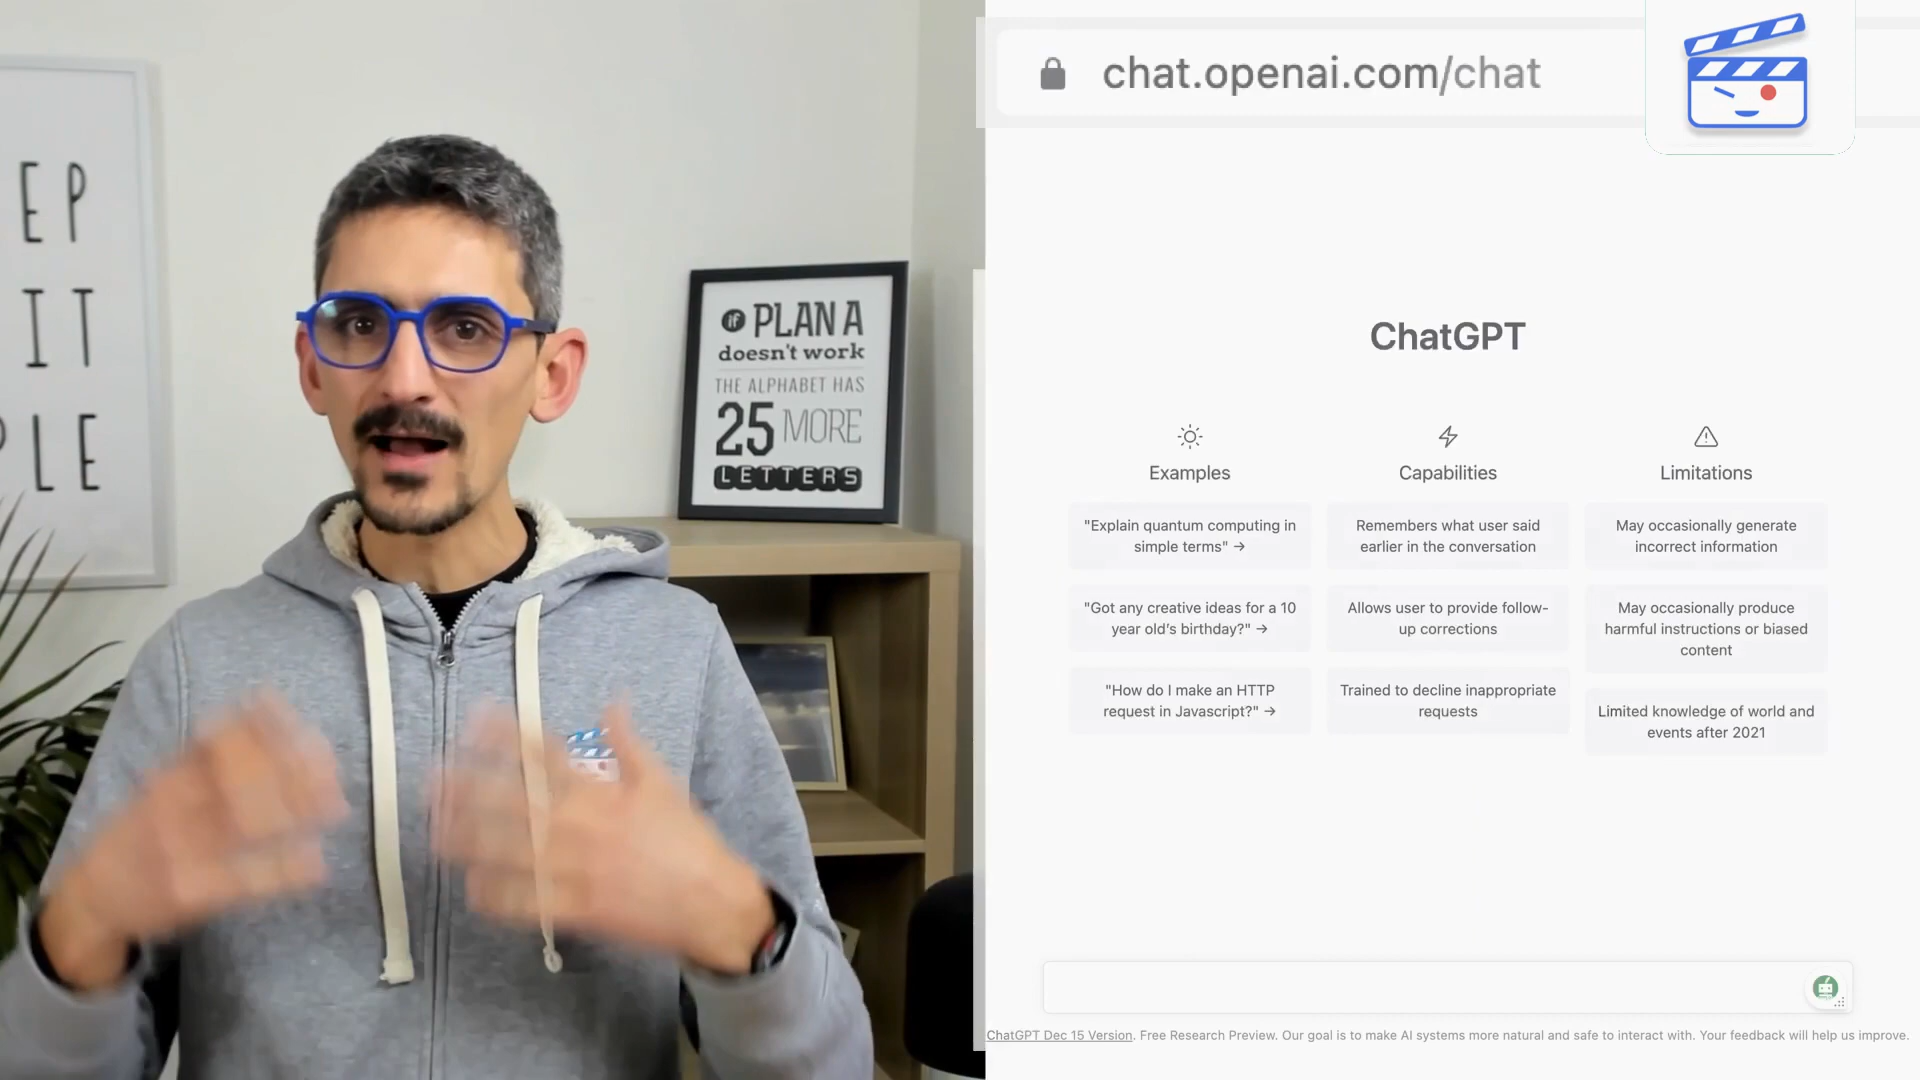 EP
IT
PLE
if PLAN A
doesn't work
THE ALPHABET HAS
25 MORE
LETTERS
chat.openai.com/chat
ChatGPT
Examples
"Explain quantum computing in
simple terms" →
"Got any creative ideas for a 10
year old's birthday?" →
"How do I make an HTTP
request in Javascript?" →
Capabilities
Remembers what user said
earlier in the conversation
Allows user to provide follow-
up corrections
Trained to decline inappropriate
requests
Limitations
May occasionally generate
incorrect information
May occasionally produce
harmful instructions or biased
content
Limited knowledge of world and
events after 2021
ChatGPT Dec 15 Version. Free Research Preview. Our goal is to make AI systems more natural and safe to interact with. Your feedback will help us improve.